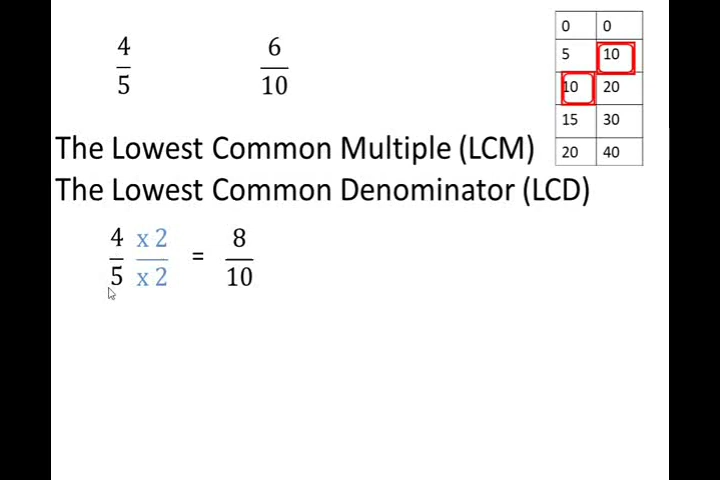 4/5 6/10
0 0
5 10
10 20
15 30
20 40
The Lowest Common Multiple (LCM)
The Lowest Common Denominator (LCD)
4/5 x 2/x 2 = 8/10